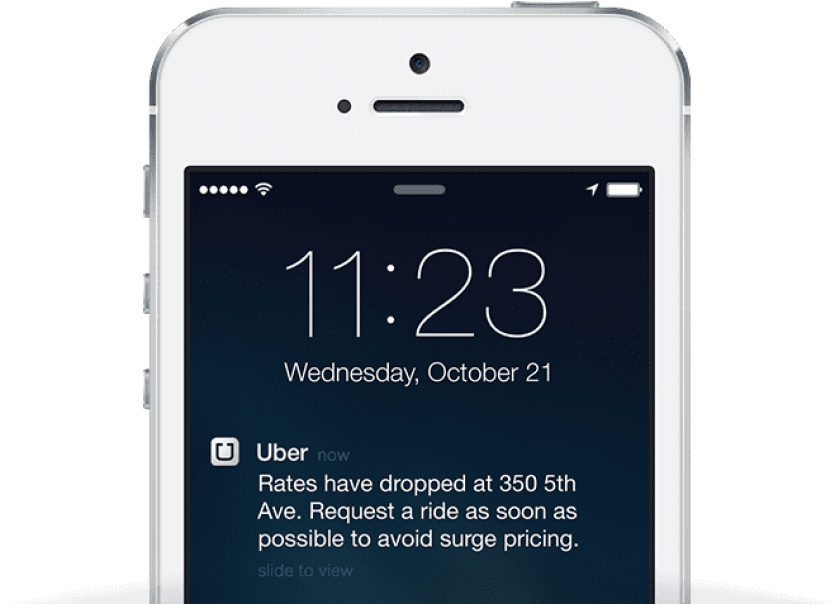 11:23
Wednesday, October 21
Uber now
Rates have dropped at 350 5th
Ave. Request a ride as soon as
possible to avoid surge pricing.
slide to view